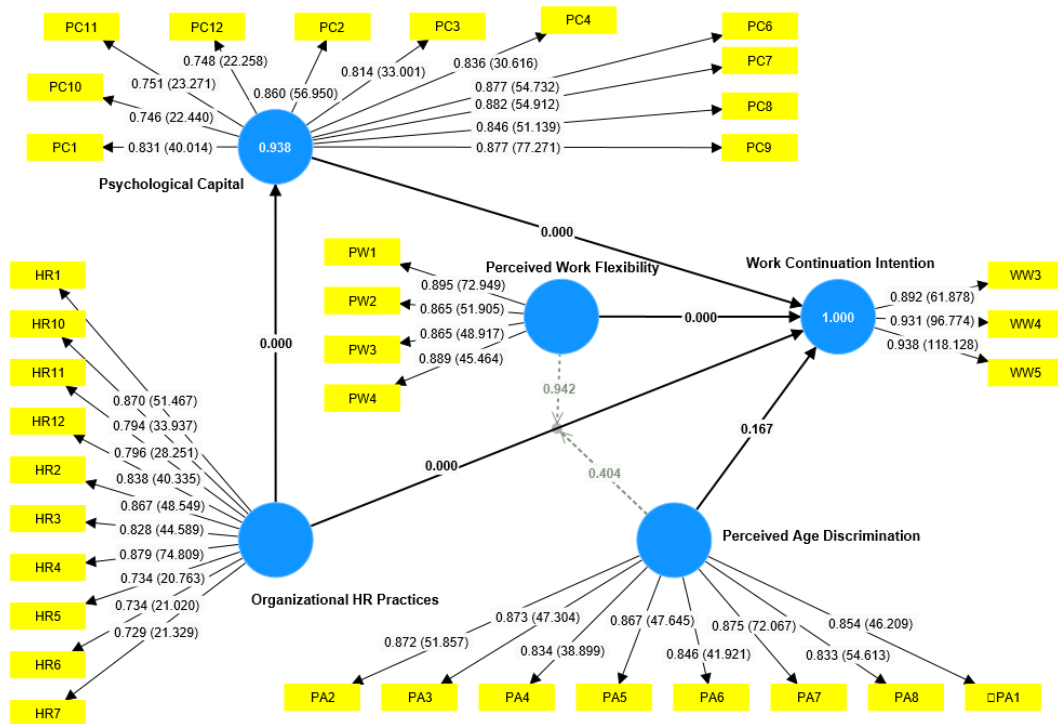 PC11
PC12
PC2
PC3
PC4
PC6
PC7
PC8
PC9
PC10
PC1
0.751 (23.271)
0.748 (22.258)
0.860 (56.950)
0.814 (33.001)
0.836 (30.616)
0.877 (54.732)
0.882 (54.912)
0.846 (51.139)
0.877 (77.271)
0.746 (22.440)
0.831 (40.014)
0.938
Psychological Capital
0.000
0.000
PW1
PW2
PW3
PW4
0.895 (72.949)
0.865 (51.905)
0.865 (48.917)
0.889 (45.464)
Perceived Work Flexibility
0.000
0.942
Work Continuation Intention
1.000
0.892 (61.878)
0.931 (96.774)
0.938 (118.128)
WW3
WW4
WW5
HR1
HR10
HR11
HR12
HR2
HR3
HR4
HR5
HR6
HR7
0.870 (51.467)
0.794 (33.937)
0.796 (28.251)
0.838 (40.335)
0.867 (48.549)
0.828 (44.589)
0.879 (74.809)
0.734 (20.763)
0.734 (21.020)
0.729 (21.329)
Organizational HR Practices
0.000
0.404
0.167
Perceived Age Discrimination
0.872 (51.857)
0.873 (47.304)
0.834 (38.899)
0.867 (47.645)
0.846 (41.921)
0.875 (72.067)
0.833 (54.613)
0.854 (46.209)
PA2
PA3
PA4
PA5
PA6
PA7
PA8
□PA1